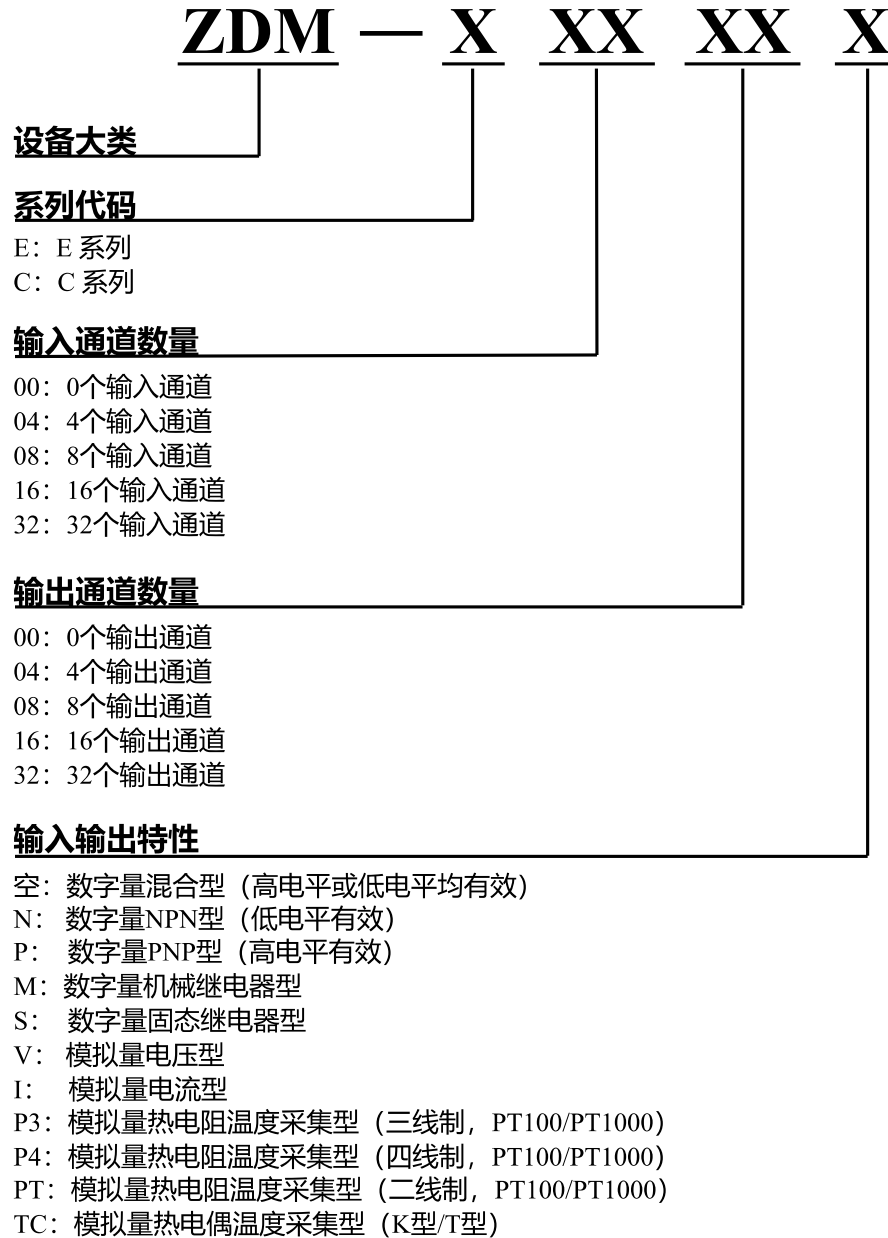 ZDM — X XX XX X
设备大类
系列代码
E：E 系列
C：C 系列
输入通道数量
00：0个输入通道
04：4个输入通道
08：8个输入通道
16：16个输入通道
32：32个输入通道
输出通道数量
00：0个输出通道
04：4个输出通道
08：8个输出通道
16：16个输出通道
32：32个输出通道
输入输出特性
空：数字量混合型（高电平或低电平均有效）
N： 数字量NPN型（低电平有效）
P： 数字量PNP型（高电平有效）
M：数字量机械继电器型
S： 数字量固态继电器型
V： 模拟量电压型
I： 模拟量电流型
P3：模拟量热电阻温度采集型（三线制，PT100/PT1000）
P4：模拟量热电阻温度采集型（四线制，PT100/PT1000）
PT：模拟量热电阻温度采集型（二线制，PT100/PT1000）
TC：模拟量热电偶温度采集型（K型/T型）